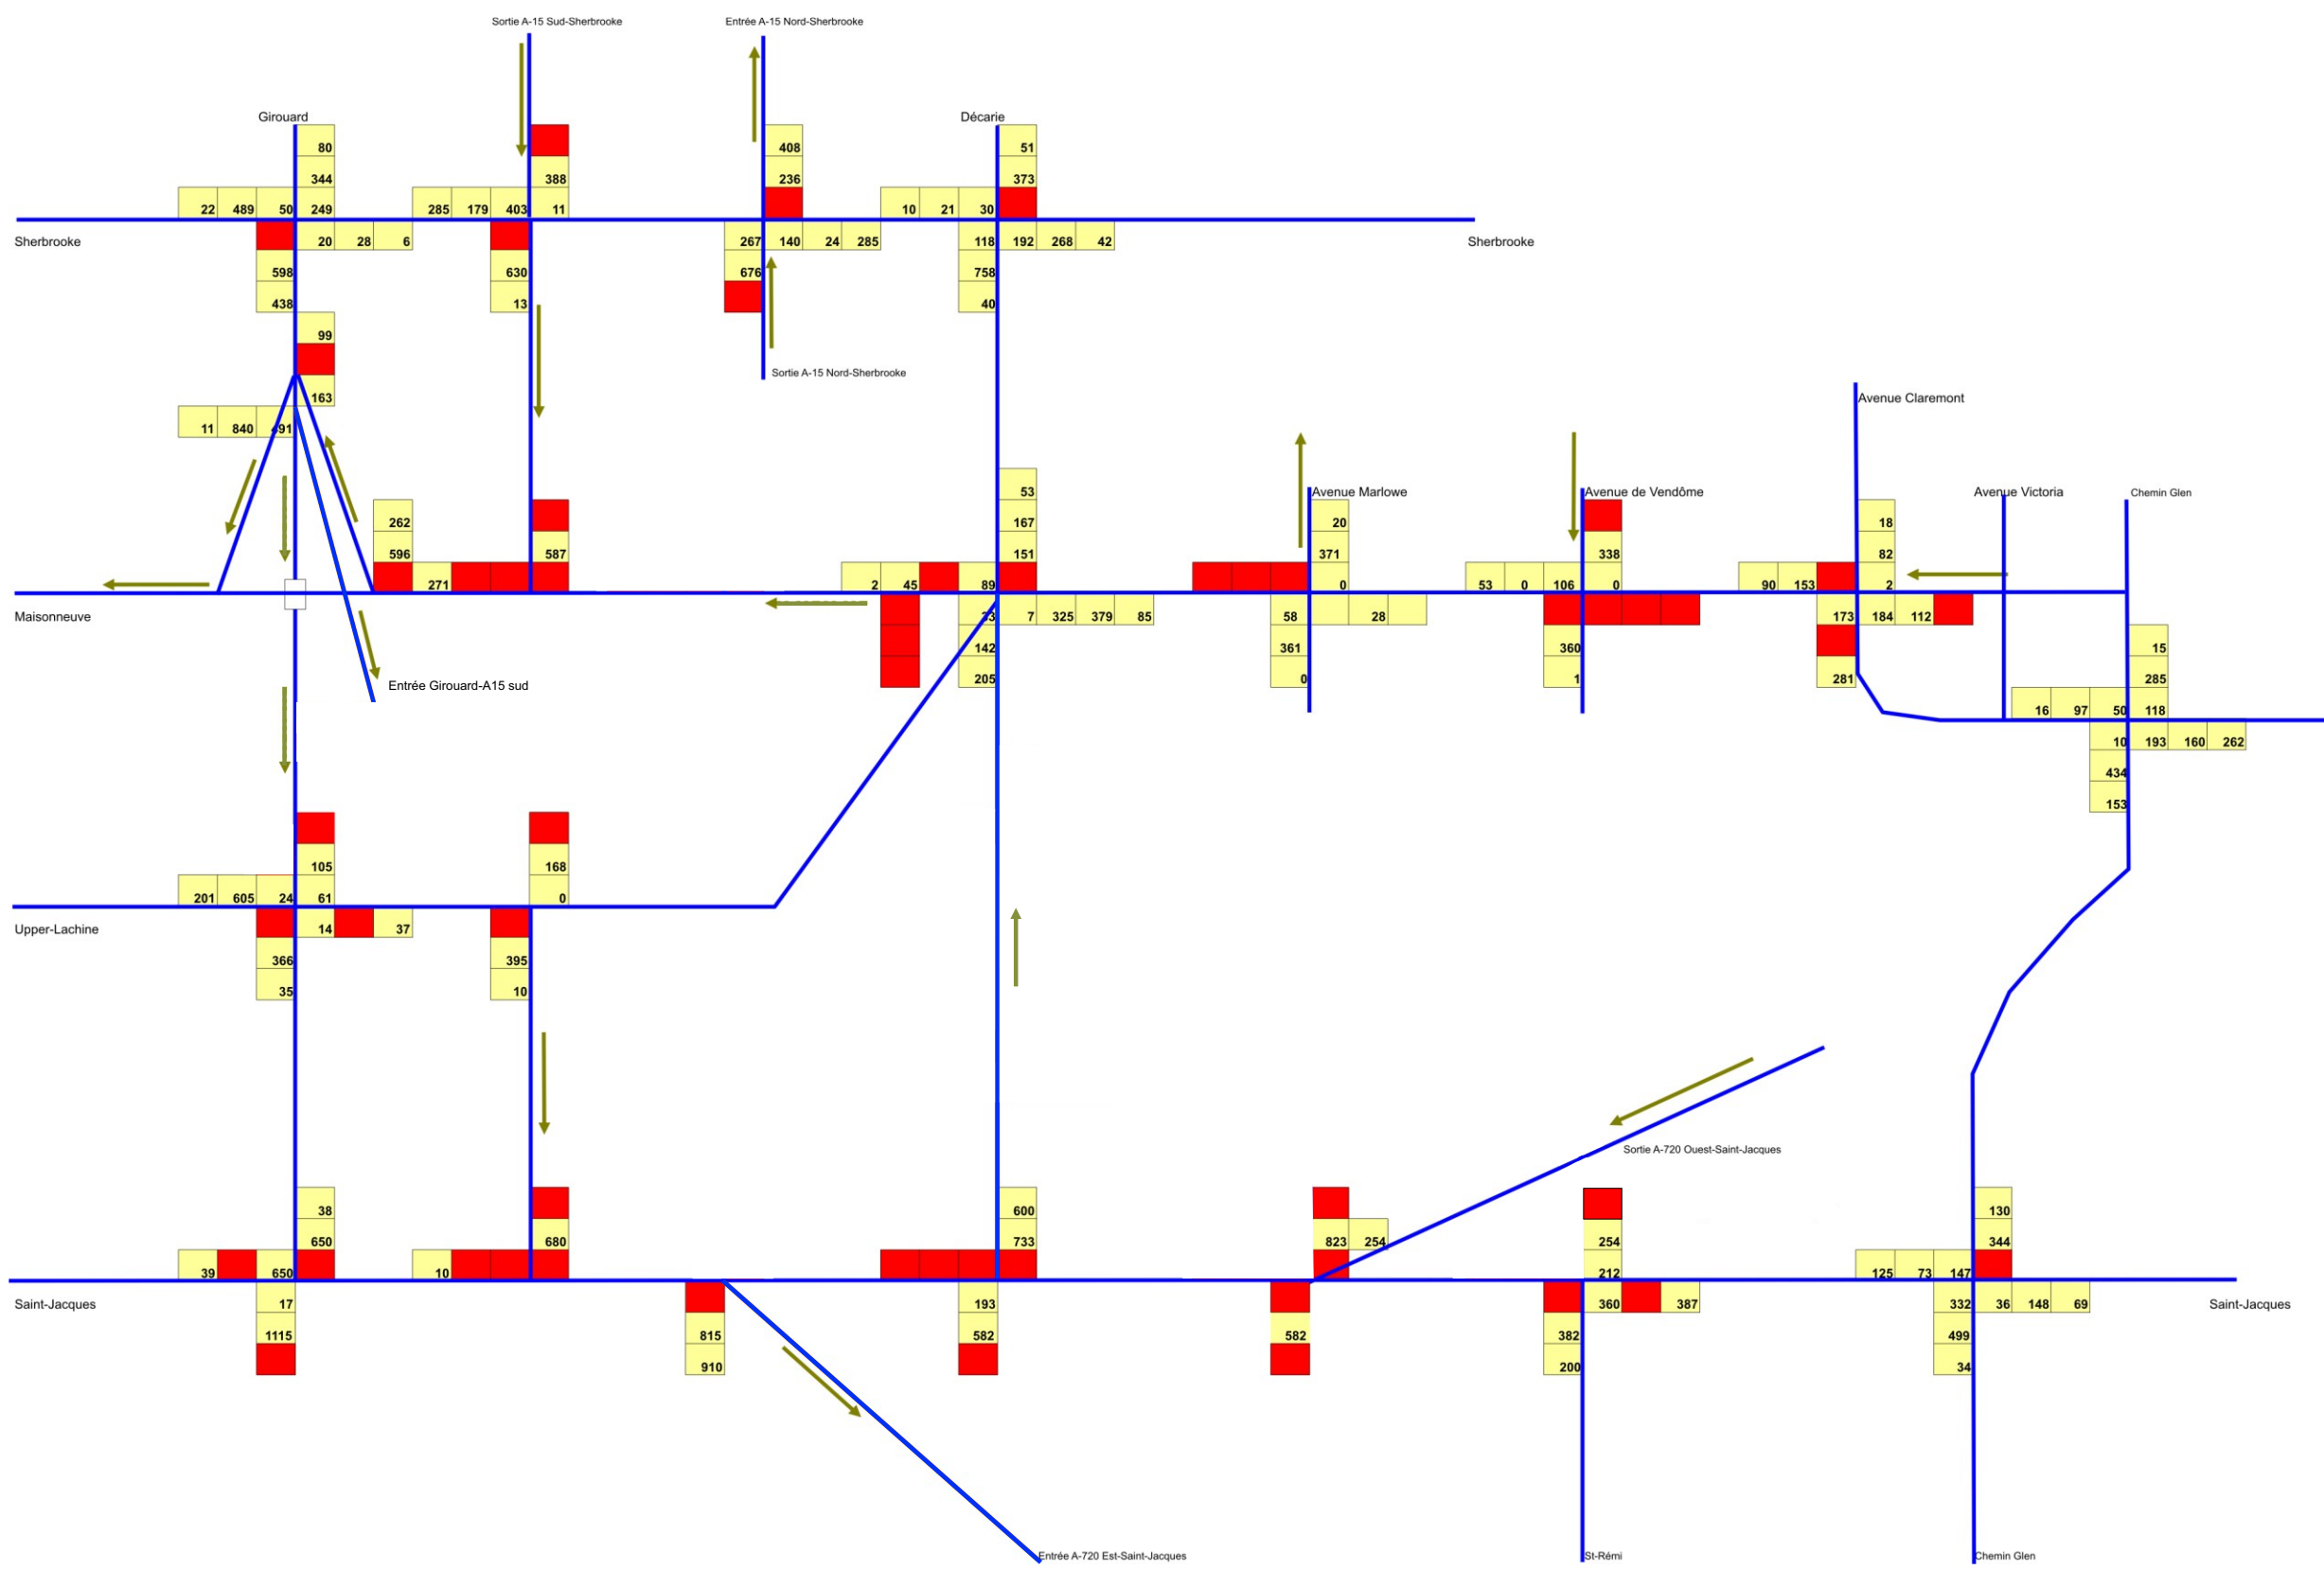 Sortie A-15 Sud-Sherbrooke Entrée A-15 Nord-Sherbrooke
Girouard Décarie
80 408 51
344 388 236 373
22 489 50 249 285 179 403 11 10 21 30
Sherbrooke 20 28 6 267 140 24 285 118 192 268 42 Sherbrooke
598 630 676 758
438 13 40
99
Sortie A-15 Nord-Sherbrooke
163 Avenue Claremont
11 840 491
53 Avenue Marlowe Avenue de Vendôme Avenue Victoria Chemin Glen
262 167 20 18
596 587 151 371 338 82
271 2 45 89 0 53 0 106 0 90 153 2
Maisonneuve 33 7 325 379 85 58 28 173 184 112
142 361 360 15
205 0 1 281 285
Entrée Girouard-A15 sud
16 97 50 118
10 193 160 262
434
153
105 168
201 605 24 61 0
Upper-Lachine 14 37
366 395
35 10
Sortie A-720 Ouest-Saint-Jacques
38 600 130
650 680 733 823 254 254 344
39 650 10 212 125 73 147
Saint-Jacques 17 193 360 387 332 36 148 69 Saint-Jacques
1115 815 582 582 382 499
910 200 34
Entrée A-720 Est-Saint-Jacques St-Rémi Chemin Glen